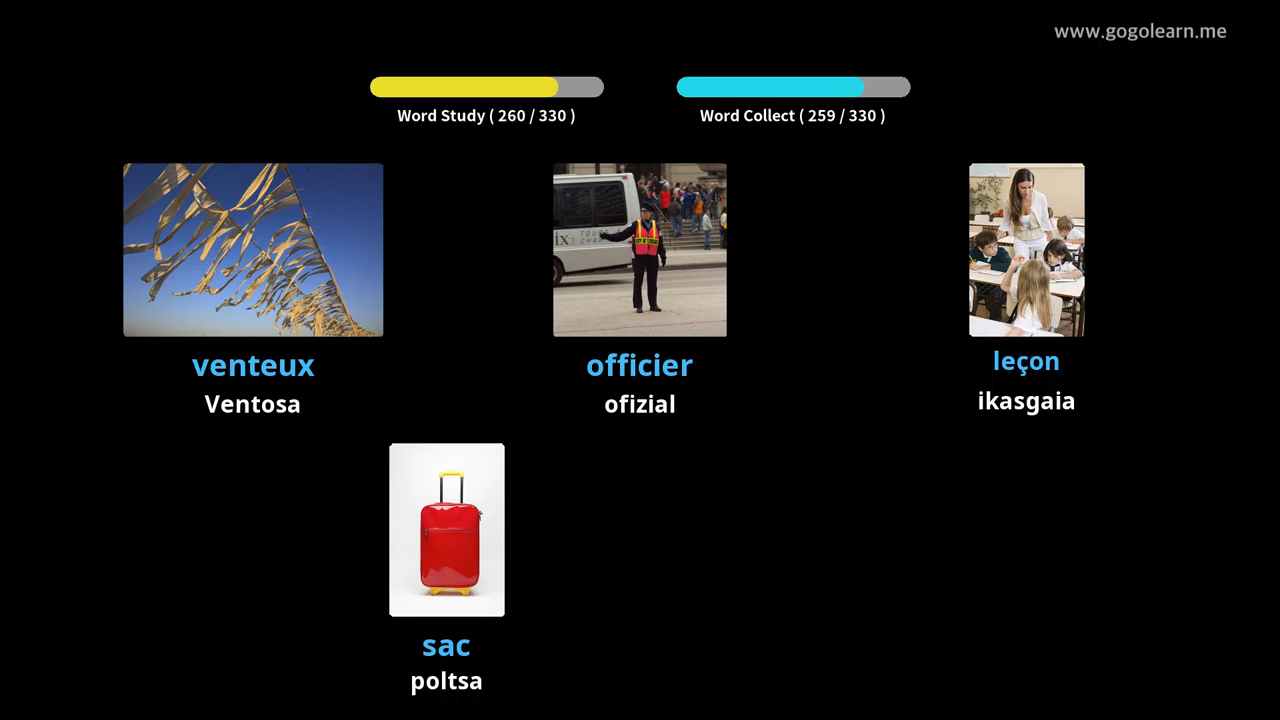 www.gogolearn.me
Word Study ( 260 / 330 )
Word Collect ( 259 / 330 )
venteux
Ventosa
officier
ofizial
leçon
ikasgaia
sac
poltsa